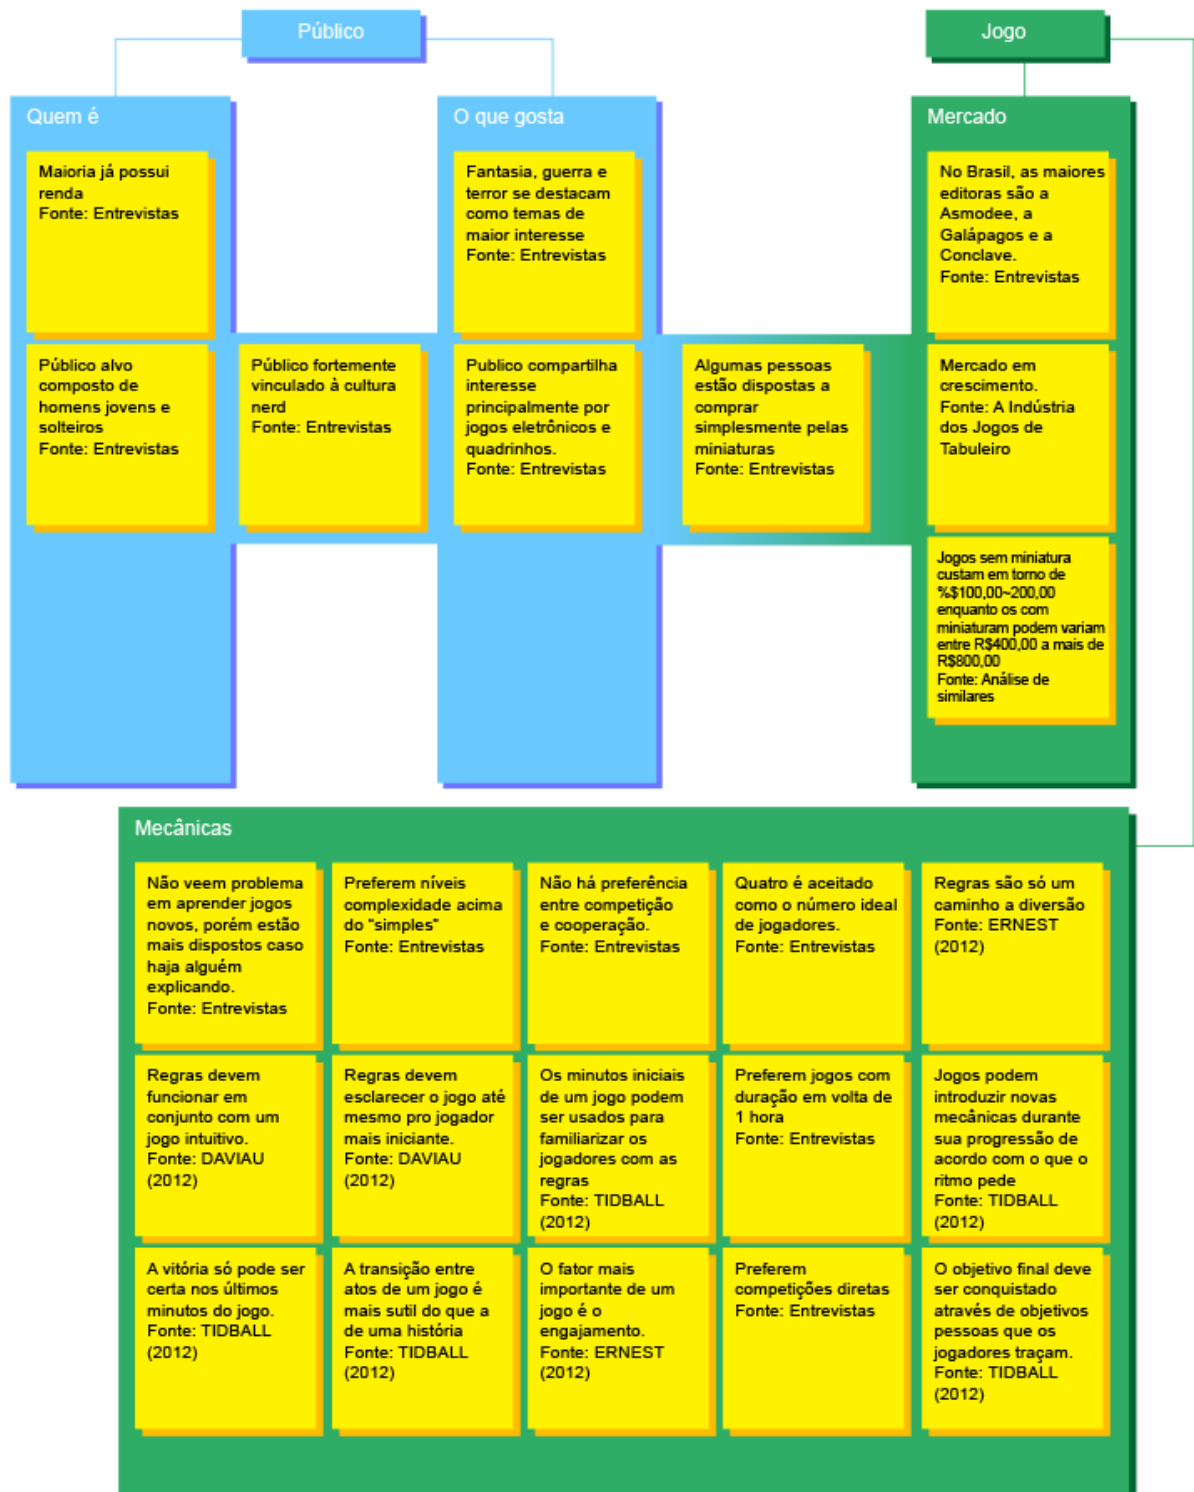 Público
Jogo
Quem é
Maioria já possui
renda
Fonte: Entrevistas
Público alvo
composto de
homens jovens e
solteiros
Fonte: Entrevistas
Público fortemente
vinculado à cultura
nerd
Fonte: Entrevistas
O que gosta
Fantasia, guerra e
terror se destacam
como temas de
maior interesse
Fonte: Entrevistas
Publico compartilha
interesse
principalmente por
jogos eletrônicos e
quadrinhos.
Fonte: Entrevistas
Algumas pessoas
estão dispostas a
comprar
simplesmente pelas
miniaturas
Fonte: Entrevistas
Mercado
No Brasil, as maiores
editoras são a
Asmodee, a
Galápagos e a
Conclave.
Fonte: Entrevistas
Mercado em
crescimento.
Fonte: A Indústria
dos Jogos de
Tabuleiro
Jogos sem miniatura
custam em torno de
%$100,00~200,00
enquanto os com
miniaturam podem variam
entre R$400,00 a mais de
R$800,00
Fonte: Análise de
similares
Mecânicas
Não veem problema
em aprender jogos
novos, porém estão
mais dispostos caso
haja alguém
explicando.
Fonte: Entrevistas
Preferem níveis
complexidade acima
do "simples"
Fonte: Entrevistas
Não há preferência
entre competição
e cooperação.
Fonte: Entrevistas
Quatro é aceitado
como o número ideal
de jogadores.
Fonte: Entrevistas
Regras são só um
caminho a diversão
Fonte: ERNEST
(2012)
Regras devem
funcionar em
conjunto com um
jogo intuitivo.
Fonte: DAVIAU
(2012)
Regras devem
esclarecer o jogo até
mesmo pro jogador
mais iniciante.
Fonte: DAVIAU
(2012)
Os minutos iniciais
de um jogo podem
ser usados para
familiarizar os
jogadores com as
regras
Fonte: TIDBALL
(2012)
Preferem jogos com
duração em volta de
1 hora
Fonte: Entrevistas
Jogos podem
introduzir novas
mecânicas durante
sua progressão de
acordo com o que o
ritmo pede
Fonte: TIDBALL
(2012)
A vitória só pode ser
certa nos últimos
minutos do jogo.
Fonte: TIDBALL
(2012)
A transição entre
atos de um jogo é
mais sutil do que a
de uma história
Fonte: TIDBALL
(2012)
O fator mais
importante de um
jogo é o
engajamento.
Fonte: ERNEST
(2012)
Preferem
competições diretas
Fonte: Entrevistas
O objetivo final deve
ser conquistado
através de objetivos
pessoas que os
jogadores traçam.
Fonte: TIDBALL
(2012)